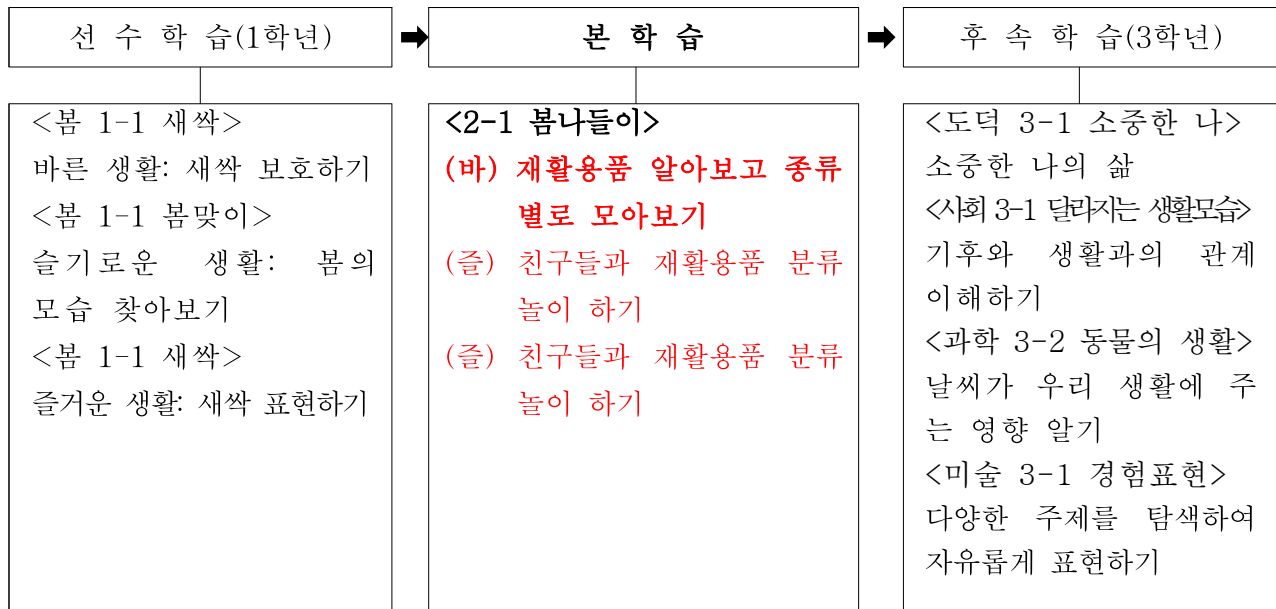 선 수 학 습(1학년)
본 학 습
후 속 학 습(3학년)
<봄 1-1 새싹>
바른 생활: 새싹 보호하기
<봄 1-1 봄맞이>
슬기로운 생활: 봄의
모습 찾아보기
<봄 1-1 새싹>
즐거운 생활: 새싹 표현하기
<2-1 봄나들이>
(바) 재활용품 알아보고 종류
별로 모아보기
(즐) 친구들과 재활용품 분류
놀이 하기
(즐) 친구들과 재활용품 분류
놀이 하기
<도덕 3-1 소중한 나>
소중한 나의 삶
<사회 3-1 달라지는 생활모습>
기후와 생활과의 관계
이해하기
<과학 3-2 동물의 생활>
날씨가 우리 생활에 주
는 영향 알기
<미술 3-1 경험표현>
다양한 주제를 탐색하여
자유롭게 표현하기